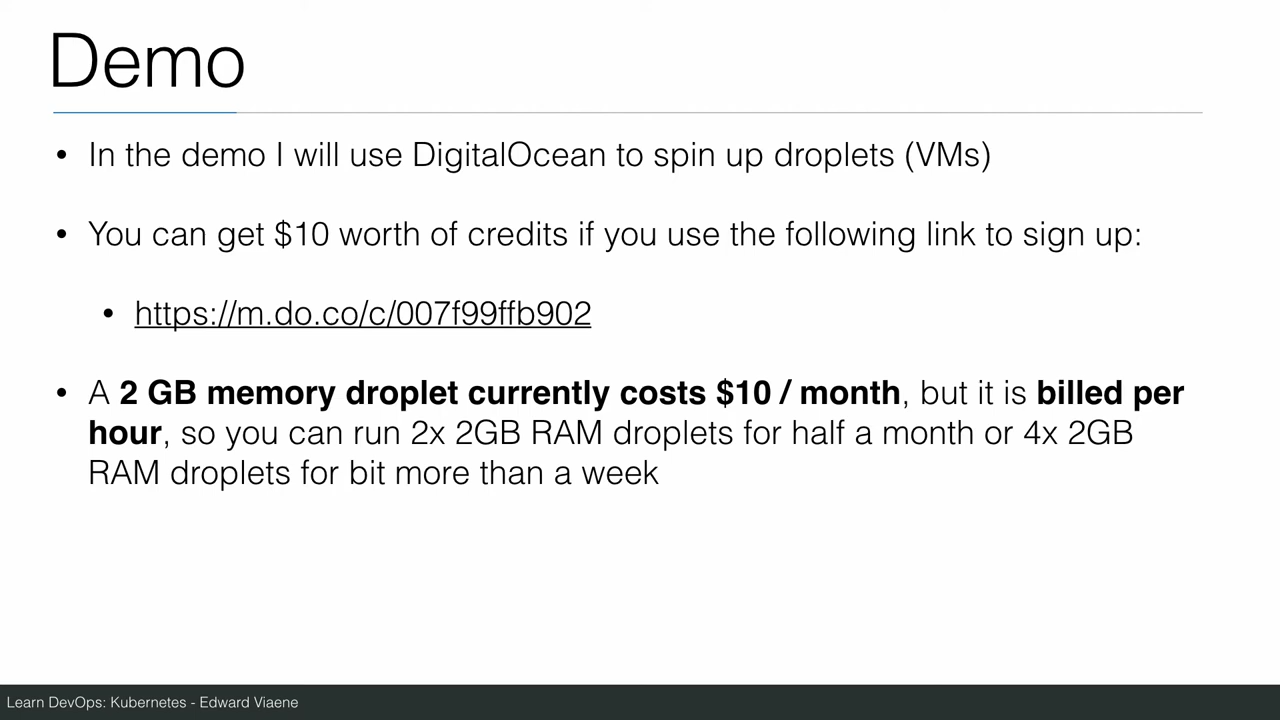 Demo
• In the demo I will use DigitalOcean to spin up droplets (VMs)
• You can get $10 worth of credits if you use the following link to sign up:
• https://m.do.co/c/007f99ffb902
• A 2 GB memory droplet currently costs $10 / month, but it is billed per
hour, so you can run 2x 2GB RAM droplets for half a month or 4x 2GB
RAM droplets for bit more than a week
Learn DevOps: Kubernetes - Edward Viaene